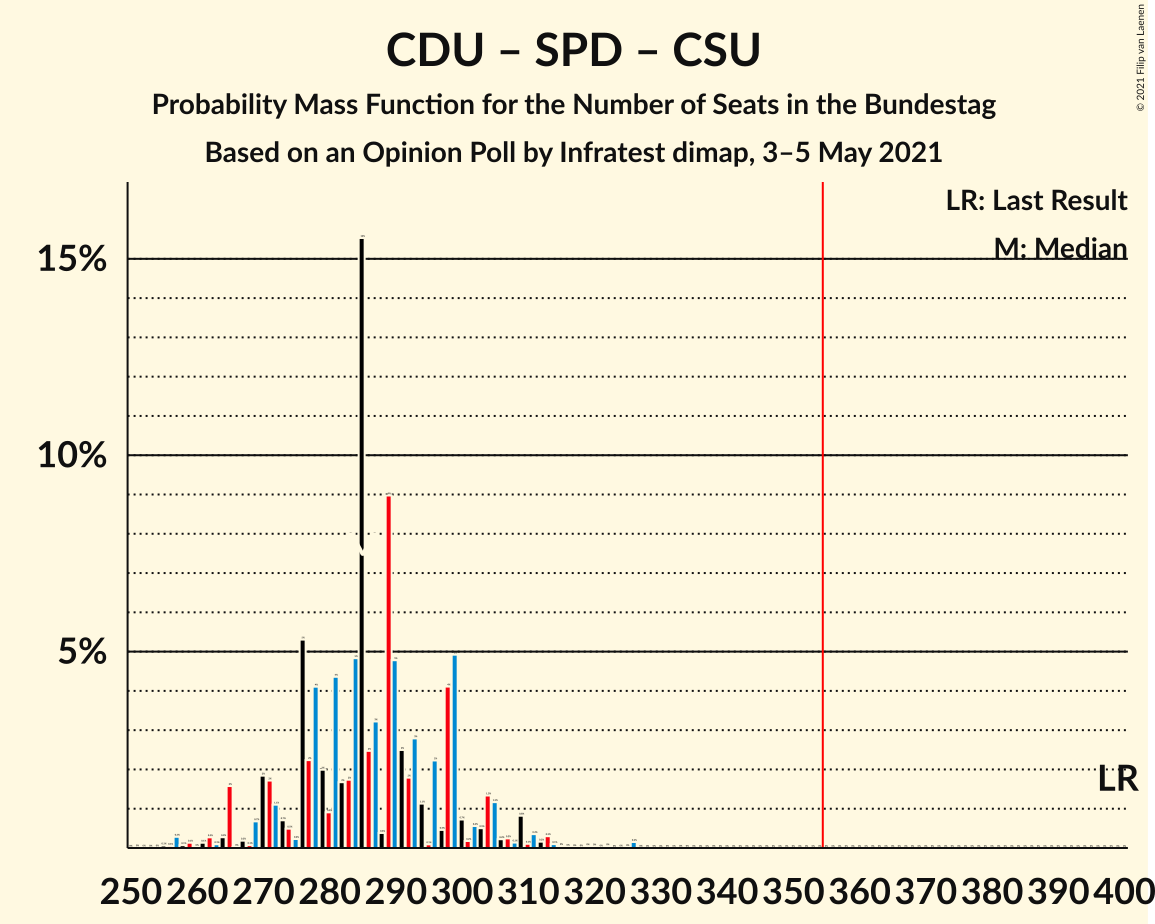 CDU – SPD – CSU
Probability Mass Function for the Number of Seats in the Bundestag
Based on an Opinion Poll by Infratest dimap, 3–5 May 2021
© 2021 Filip van Laenen
LR: Last Result
M: Median
15%
10%
5%
LR
250 260 270 280 290 300 310 320 330 340 350 360 370 380 390 400